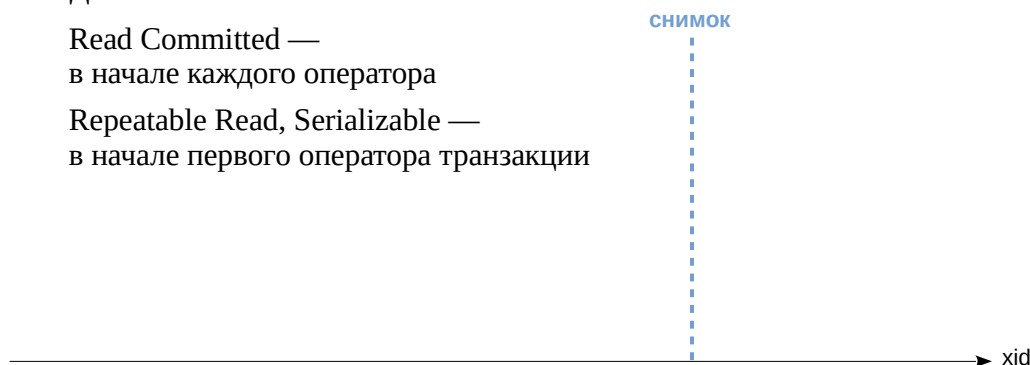 снимок
Read Committed —
в начале каждого оператора
Repeatable Read, Serializable —
в начале первого оператора транзакции
xid